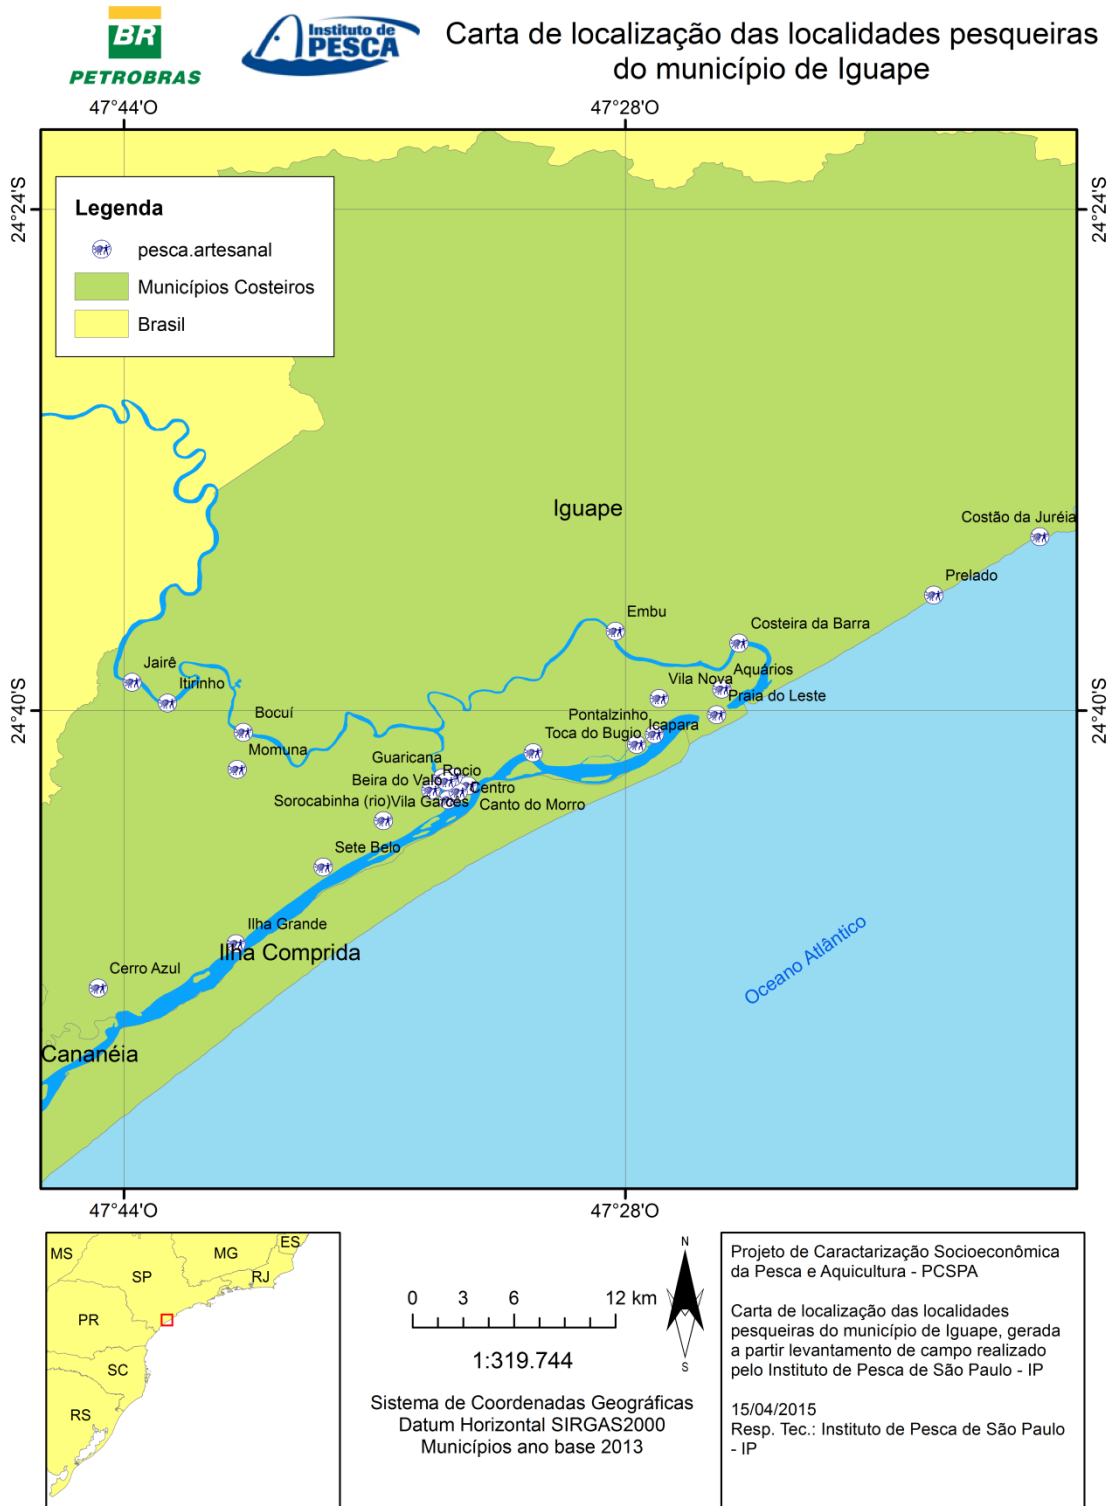 BR
PETROBRAS
Instituto de
PESCA
Carta de localização das localidades pesqueiras
do município de Iguape
47°44'O
47°28'O
24°24'S
24°24'S
Legenda
pesca.artesanal
Municípios Costeiros
Brasil
Iguape
Costão da Juréia
Prelado
Embu
Costeira da Barra
Jairê
Itirinho
Vila Nova
Aquários
Praia do Leste
24°40'S
24°40'S
Bocuí
Pontalzinho
Icapara
Toca do Bugio
Momuna
Guaricana
Rocio
Beira do Valo
Centro
Sorocabinha (rio)
Vila Garcês
Canto do Morro
Sete Belo
Ilha Grande
Ilha Comprida
Cerro Azul
Oceano Atlântico
Cananéia
47°44'O
47°28'O
MS
MG
ES
SP
RJ
PR
SC
RS
N
S
0 3 6 12 km
1:319.744
Sistema de Coordenadas Geográficas
Datum Horizontal SIRGAS2000
Municípios ano base 2013
Projeto de Caractarização Socioeconômica
da Pesca e Aquicultura - PCSPA
Carta de localização das localidades
pesqueiras do município de Iguape, gerada
a partir levantamento de campo realizado
pelo Instituto de Pesca de São Paulo - IP
15/04/2015
Resp. Tec.: Instituto de Pesca de São Paulo
- IP